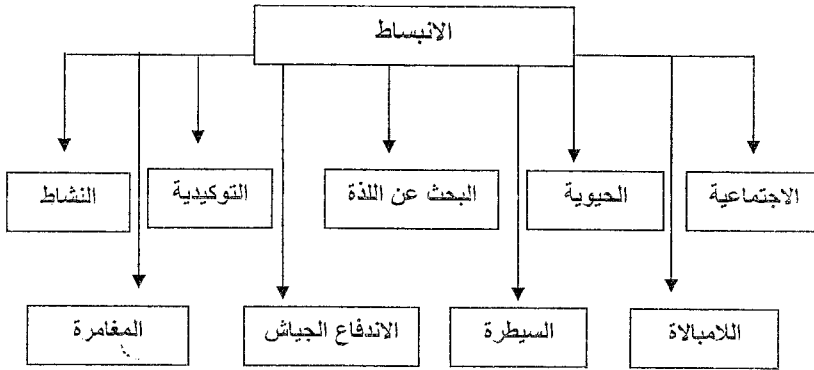 الانبساط
الاجتماعية
الحيوية
البحث عن اللذة
التوكيدية
النشاط
اللامبالاة
السيطرة
الاندفاع الجياش
المغامرة